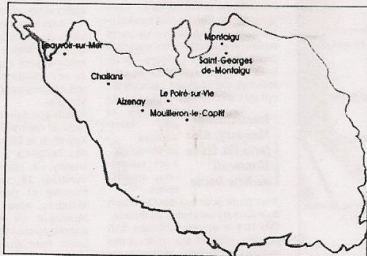 Beauvoir-sur-Mer
Montaigu
Saint-Georges
de-Montaigu
Challans
Le Poiré-sur-Vie
Aizenay
Mouilleron-le-Captif